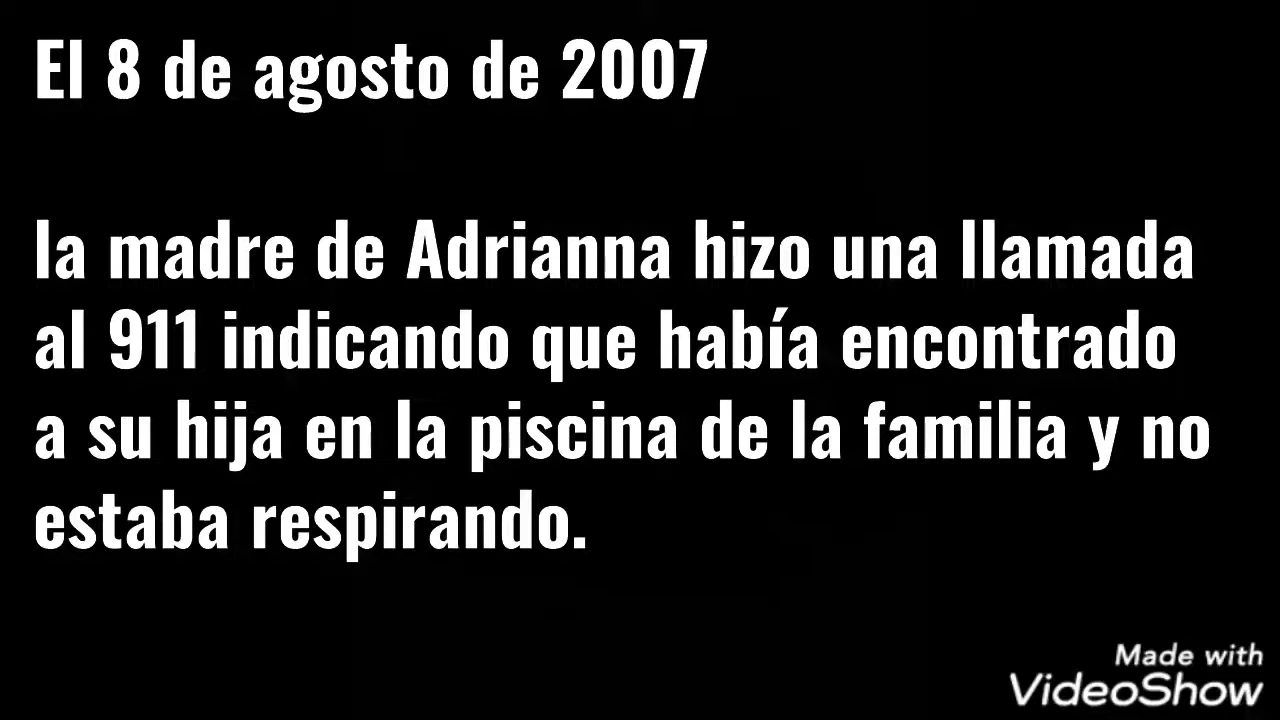 El 8 de agosto de 2007
la madre de Adrianna hizo una llamada
al 911 indicando que había encontrado
a su hija en la piscina de la familia y no
estaba respirando.
Made with
VideoShow